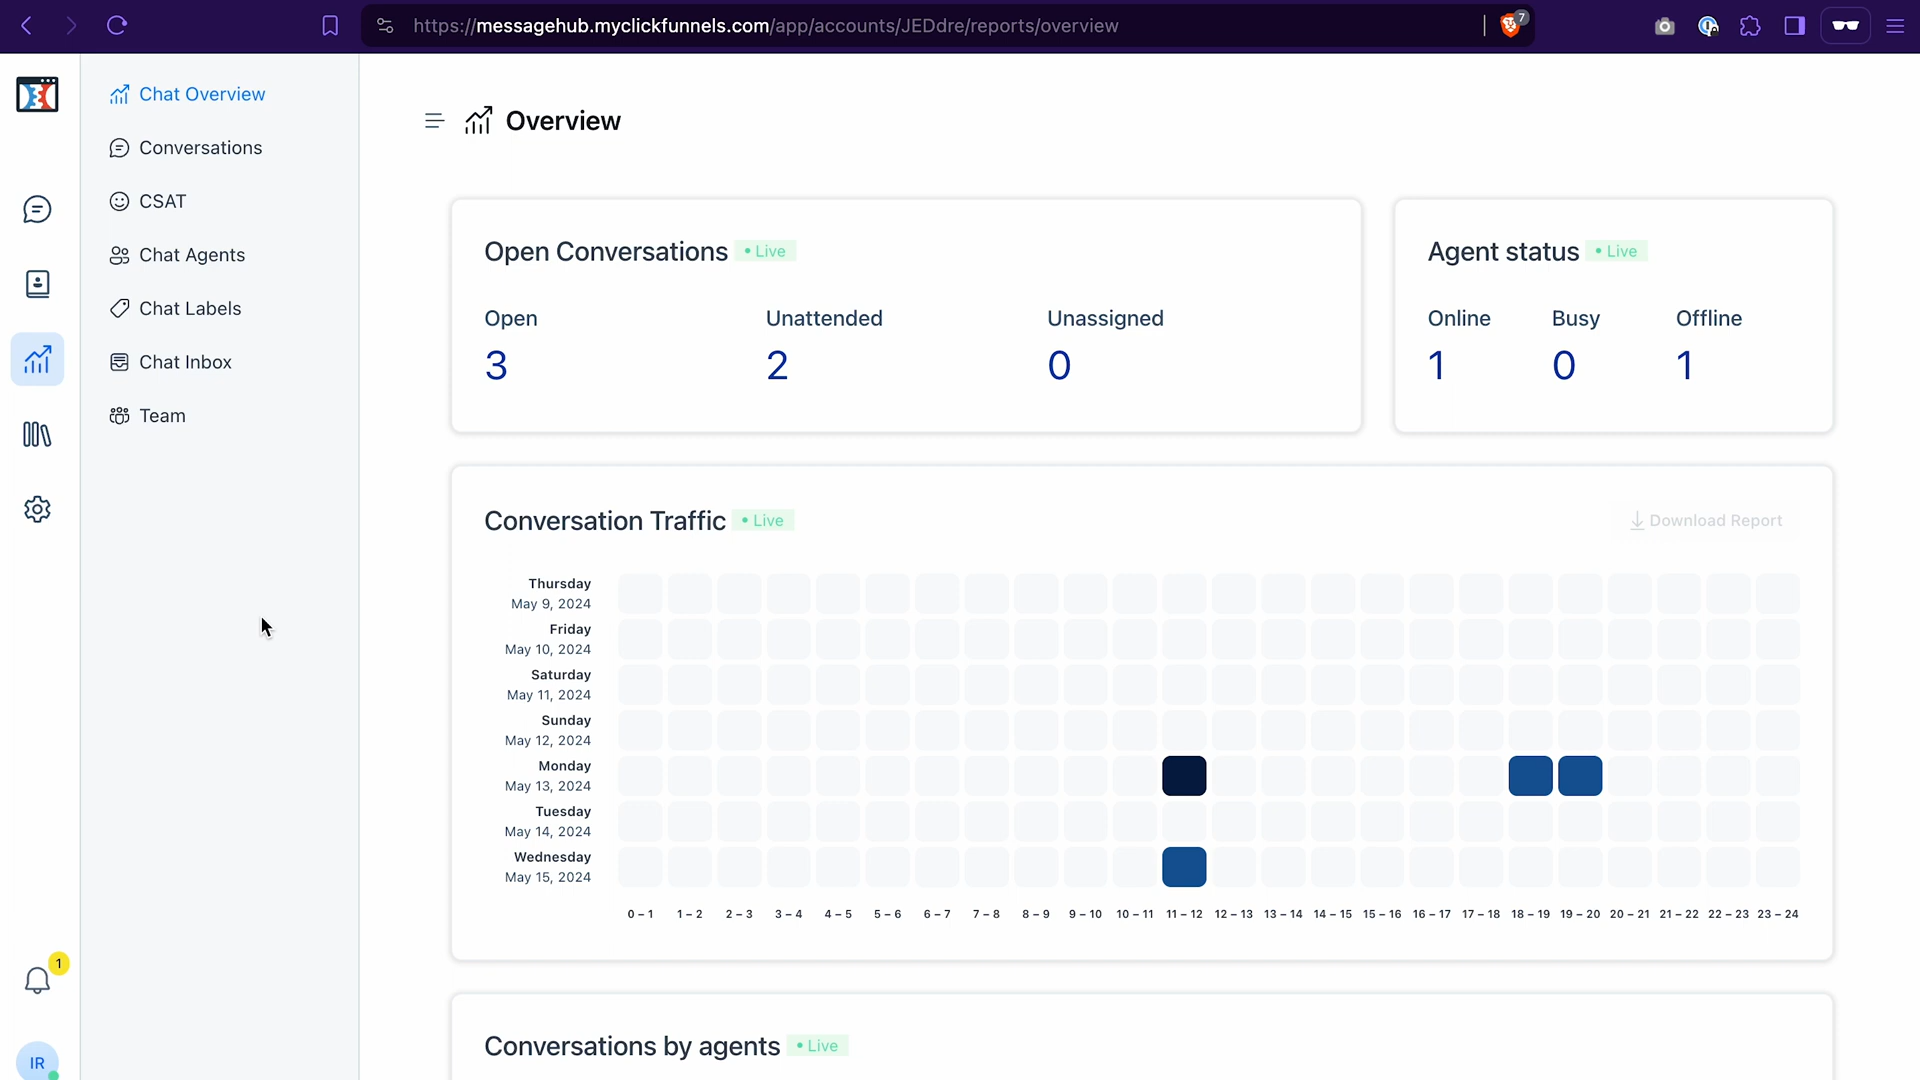 https://messagehub.myclickfunnels.com/app/accounts/JEDdre/reports/overview
7
Chat Overview
Conversations
CSAT
Chat Agents
Chat Labels
Chat Inbox
Team
1
IR
Overview
Open Conversations • Live
Open Unattended Unassigned
3 2 0
Agent status • Live
Online Busy Offline
1 0 1
Conversation Traffic • Live
Download Report
Thursday
May 9, 2024
Friday
May 10, 2024
Saturday
May 11, 2024
Sunday
May 12, 2024
Monday
May 13, 2024
Tuesday
May 14, 2024
Wednesday
May 15, 2024
0 – 1 1 – 2 2 – 3 3 – 4 4 – 5 5 – 6 6 – 7 7 – 8 8 – 9 9 – 10 10 – 11 11 – 12 12 – 13 13 – 14 14 – 15 15 – 16 16 – 17 17 – 18 18 – 19 19 – 20 20 – 21 21 – 22 22 – 23 23 – 24
Conversations by agents • Live